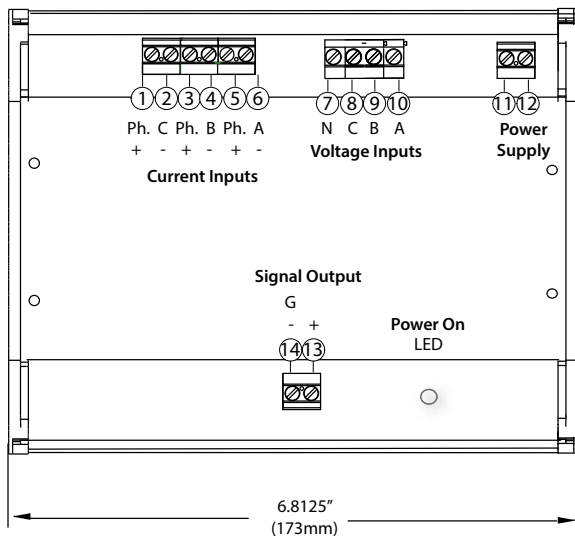 1 2 3 4 5 6
Ph. C Ph. B Ph. A
+ - + - + -
Current Inputs
7 8 9 10
N C B A
Voltage Inputs
11 12
Power
Supply
Signal Output
G
- +
14 13
Power On
LED
6.8125”
(173mm)